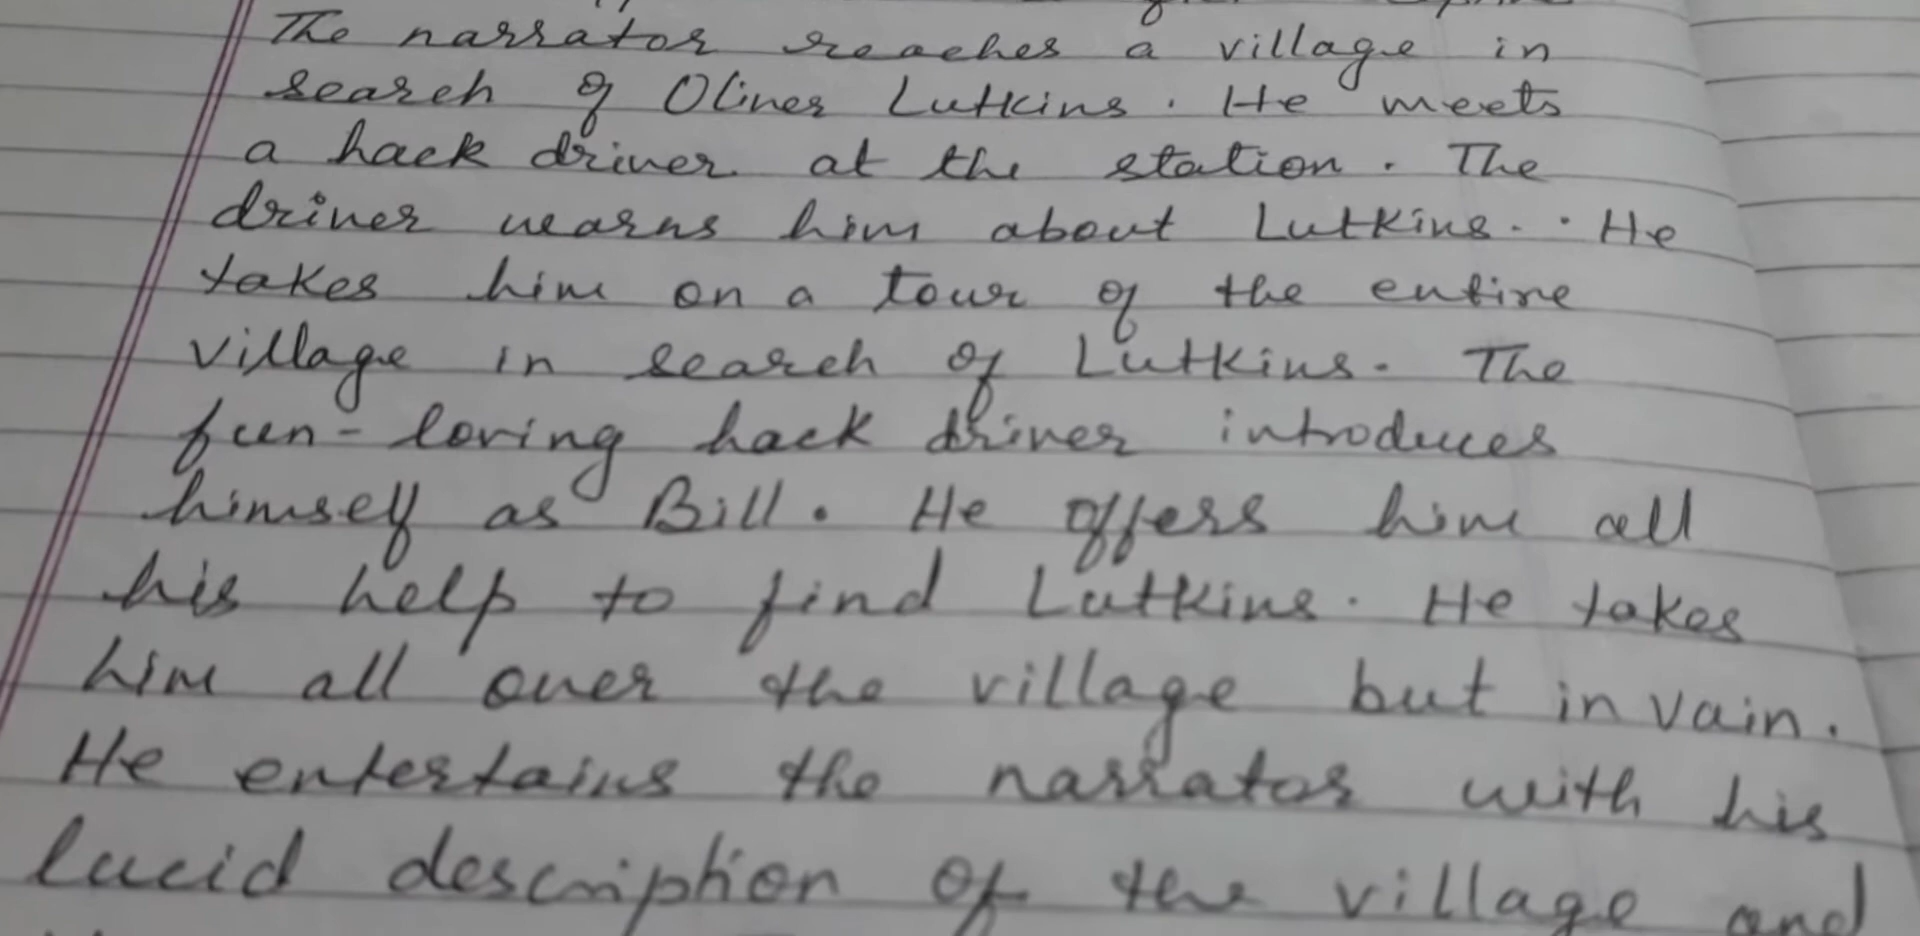 The narrator reaches a village in
search of Oliver Lutkins. He meets
a hack driver at the station. The
driver warns him about Lutkins. He
takes him on a tour of the entire
village in search of Lutkins. The
fun-loving hack driver introduces
himself as Bill. He offers him all
his help to find Lutkins. He takes
him all over the village but in vain.
He entertains the narrator with his
lucid description of the village and